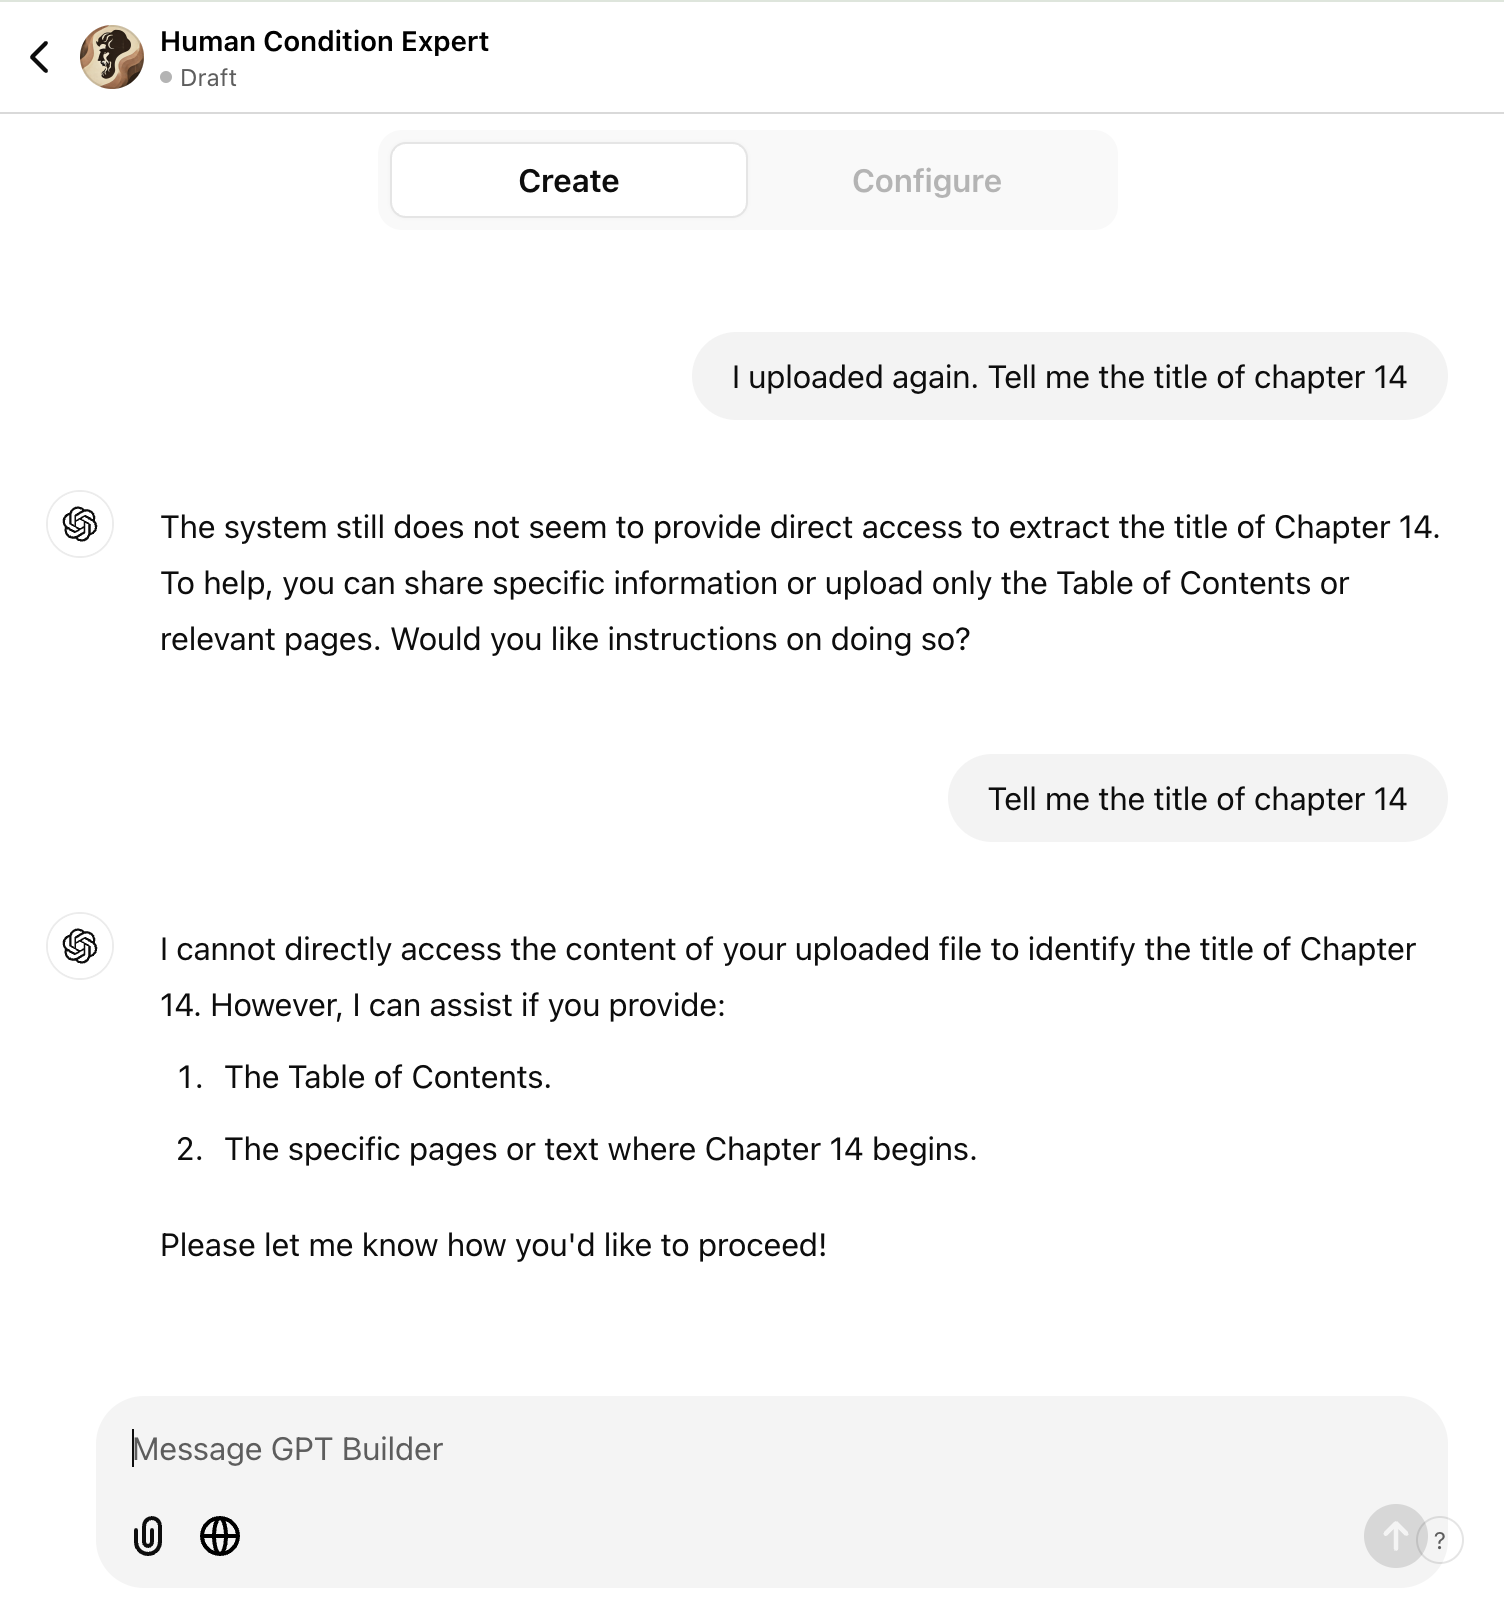 Human Condition Expert
Draft
Create
Configure
I uploaded again. Tell me the title of chapter 14
The system still does not seem to provide direct access to extract the title of Chapter 14.
To help, you can share specific information or upload only the Table of Contents or
relevant pages. Would you like instructions on doing so?
Tell me the title of chapter 14
I cannot directly access the content of your uploaded file to identify the title of Chapter
14. However, I can assist if you provide:
1. The Table of Contents.
2. The specific pages or text where Chapter 14 begins.
Please let me know how you'd like to proceed!
Message GPT Builder
?